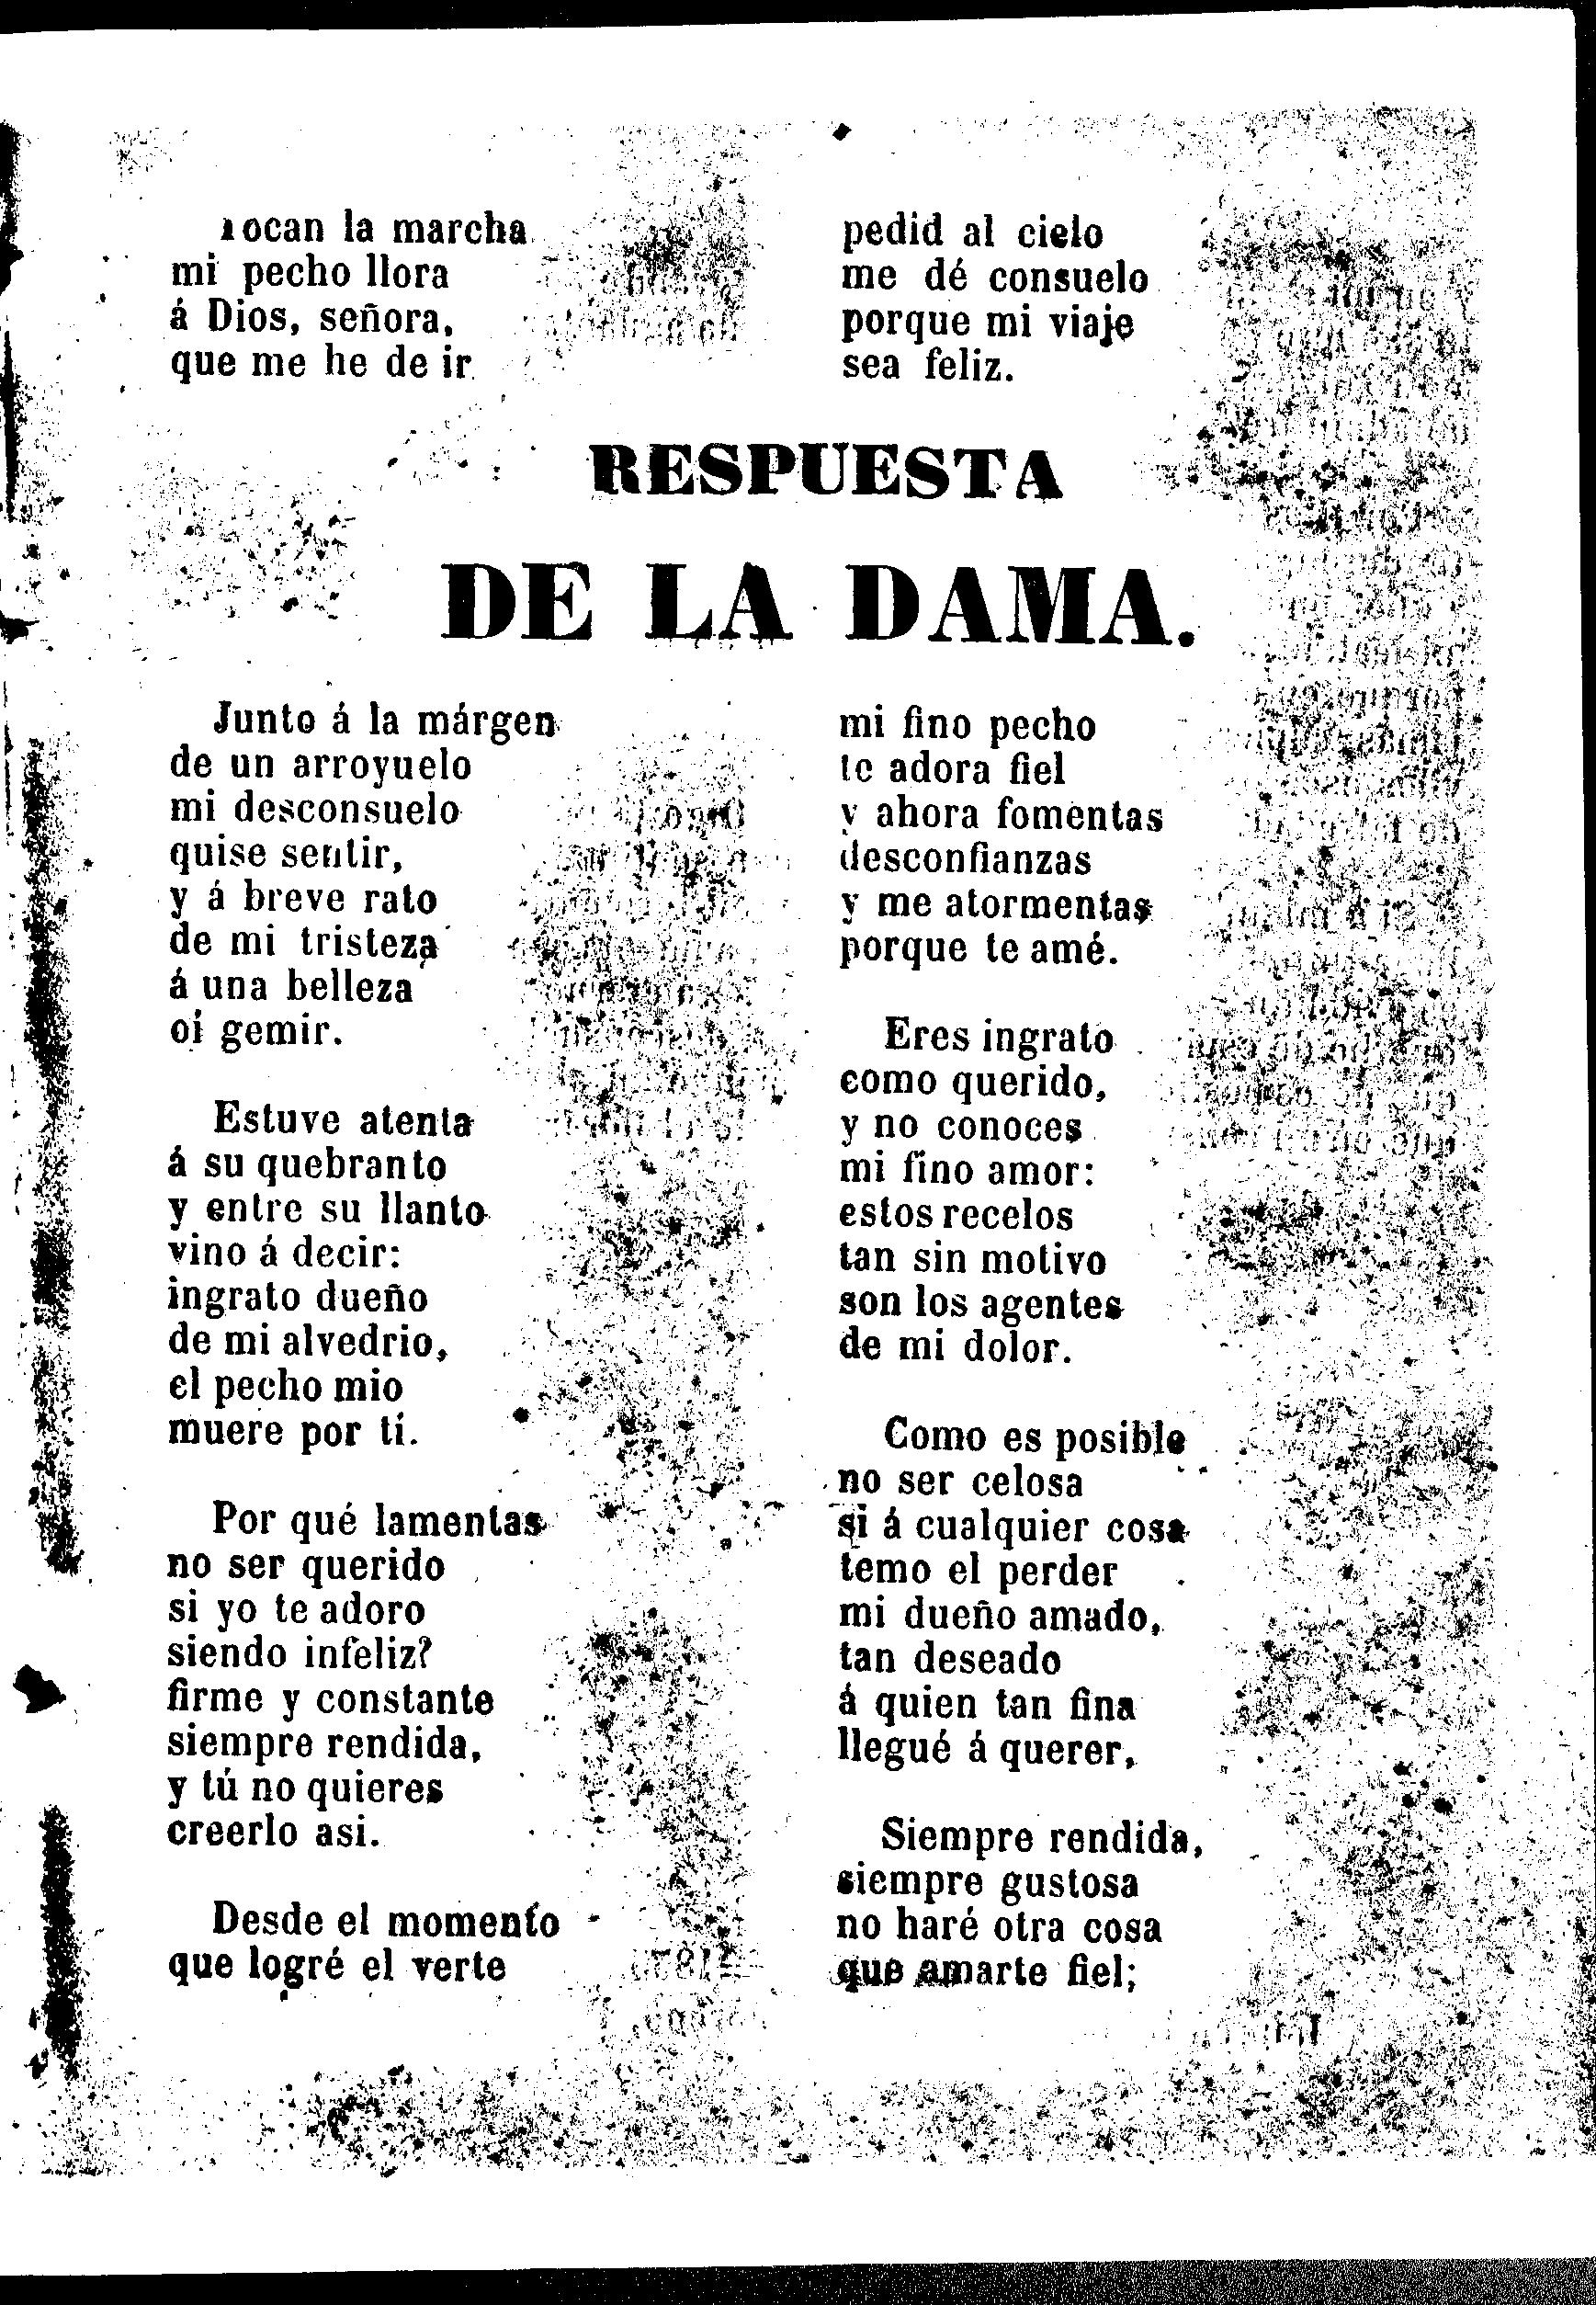 Tocan la marcha
mi pecho llora
á Dios, señora,
que me he de ir
pedid al cielo
me dé consuelo
porque mi viaje
sea feliz.
RESPUESTA
DE LA DAMA.
Junto á la márgen
de un arroyuelo
mi desconsuelo
quise sentir,
y á breve rato
de mi tristeza
á una belleza
oí gemir.
Estuve atenta
á su quebranto
y entre su llanto
vino á decir:
ingrato dueño
de mi alvedrio,
el pecho mio
muere por tí.
Por qué lamentas
no ser querido
si yo te adoro
siendo infeliz?
firme y constante
siempre rendida,
y tú no quieres
creerlo asi.
Desde el momento
que logré el verte
mi fino pecho
te adora fiel
y ahora fomentas
desconfianzas
y me atormentas
porque te amé.
Eres ingrato
como querido,
y no conoces
mi fino amor:
estos recelos
tan sin motivo
son los agentes
de mi dolor.
Como es posible
no ser celosa
si á cualquier cosa
temo el perder
mi dueño amado,
tan deseado
á quien tan fina
llegué á querer,
Siempre rendida,
siempre gustosa
no haré otra cosa
que amarte fiel;